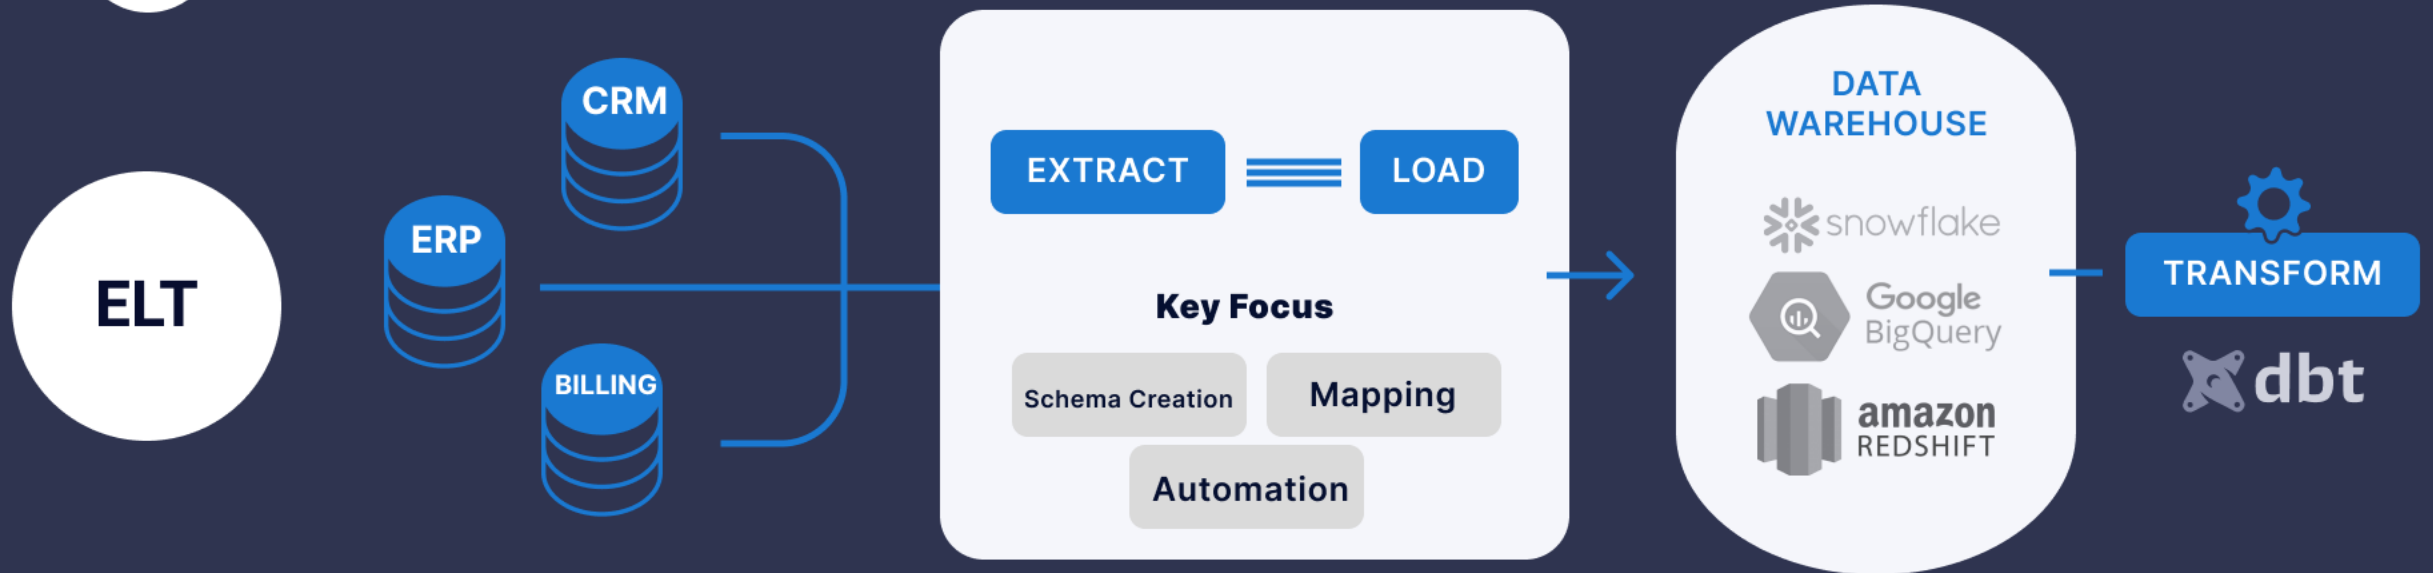 ELT
CRM
ERP
BILLING
EXTRACT
LOAD
Key Focus
Schema Creation
Mapping
Automation
DATA
WAREHOUSE
snowflake
Google
BigQuery
amazon
REDSHIFT
TRANSFORM
dbt